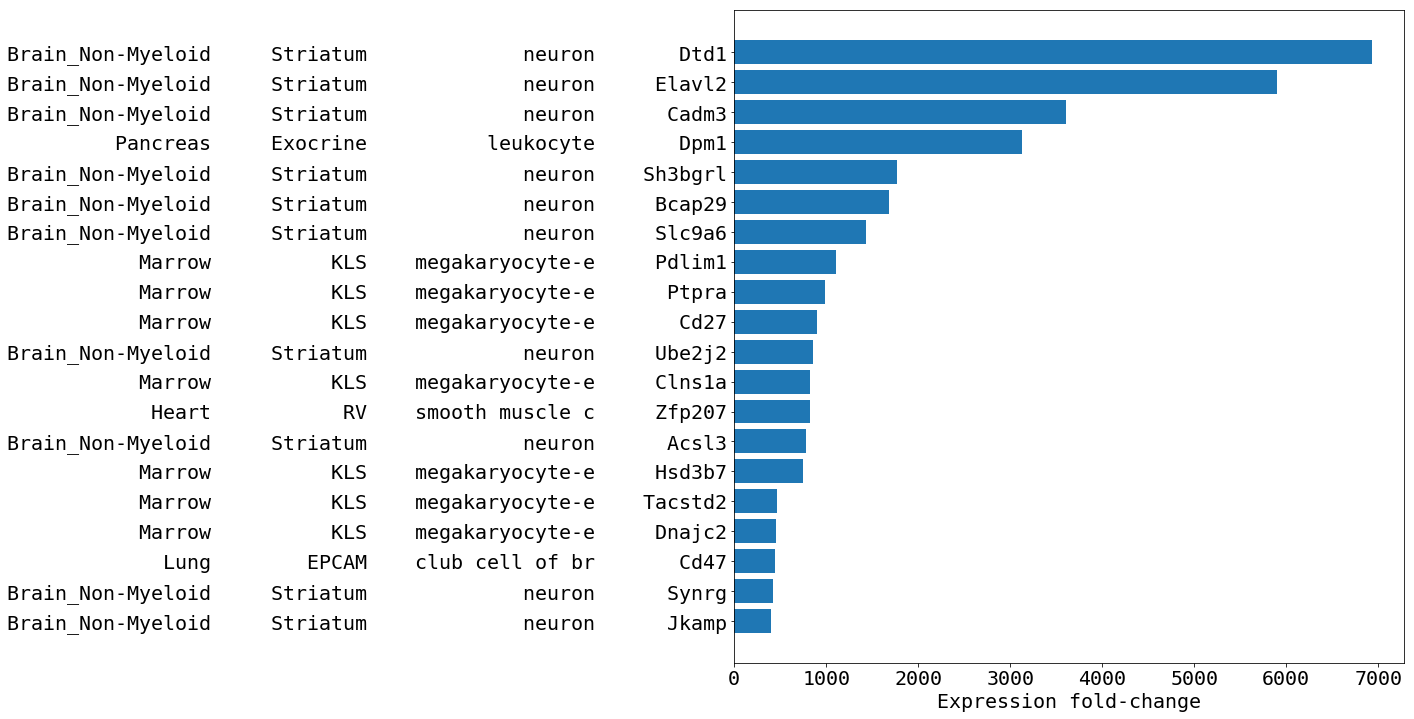 Brain_Non-Myeloid Striatum neuron Dtd1
Brain_Non-Myeloid Striatum neuron Elavl2
Brain_Non-Myeloid Striatum neuron Cadm3
Pancreas Exocrine leukocyte Dpm1
Brain_Non-Myeloid Striatum neuron Sh3bgrl
Brain_Non-Myeloid Striatum neuron Bcap29
Brain_Non-Myeloid Striatum neuron Slc9a6
Marrow KLS megakaryocyte-e Pdlim1
Marrow KLS megakaryocyte-e Ptpra
Marrow KLS megakaryocyte-e Cd27
Brain_Non-Myeloid Striatum neuron Ube2j2
Marrow KLS megakaryocyte-e Clns1a
Heart RV smooth muscle c Zfp207
Brain_Non-Myeloid Striatum neuron Acsl3
Marrow KLS megakaryocyte-e Hsd3b7
Marrow KLS megakaryocyte-e Tacstd2
Marrow KLS megakaryocyte-e Dnajc2
Lung EPCAM club cell of br Cd47
Brain_Non-Myeloid Striatum neuron Synrg
Brain_Non-Myeloid Striatum neuron Jkamp
0 1000 2000 3000 4000 5000 6000 7000
Expression fold-change